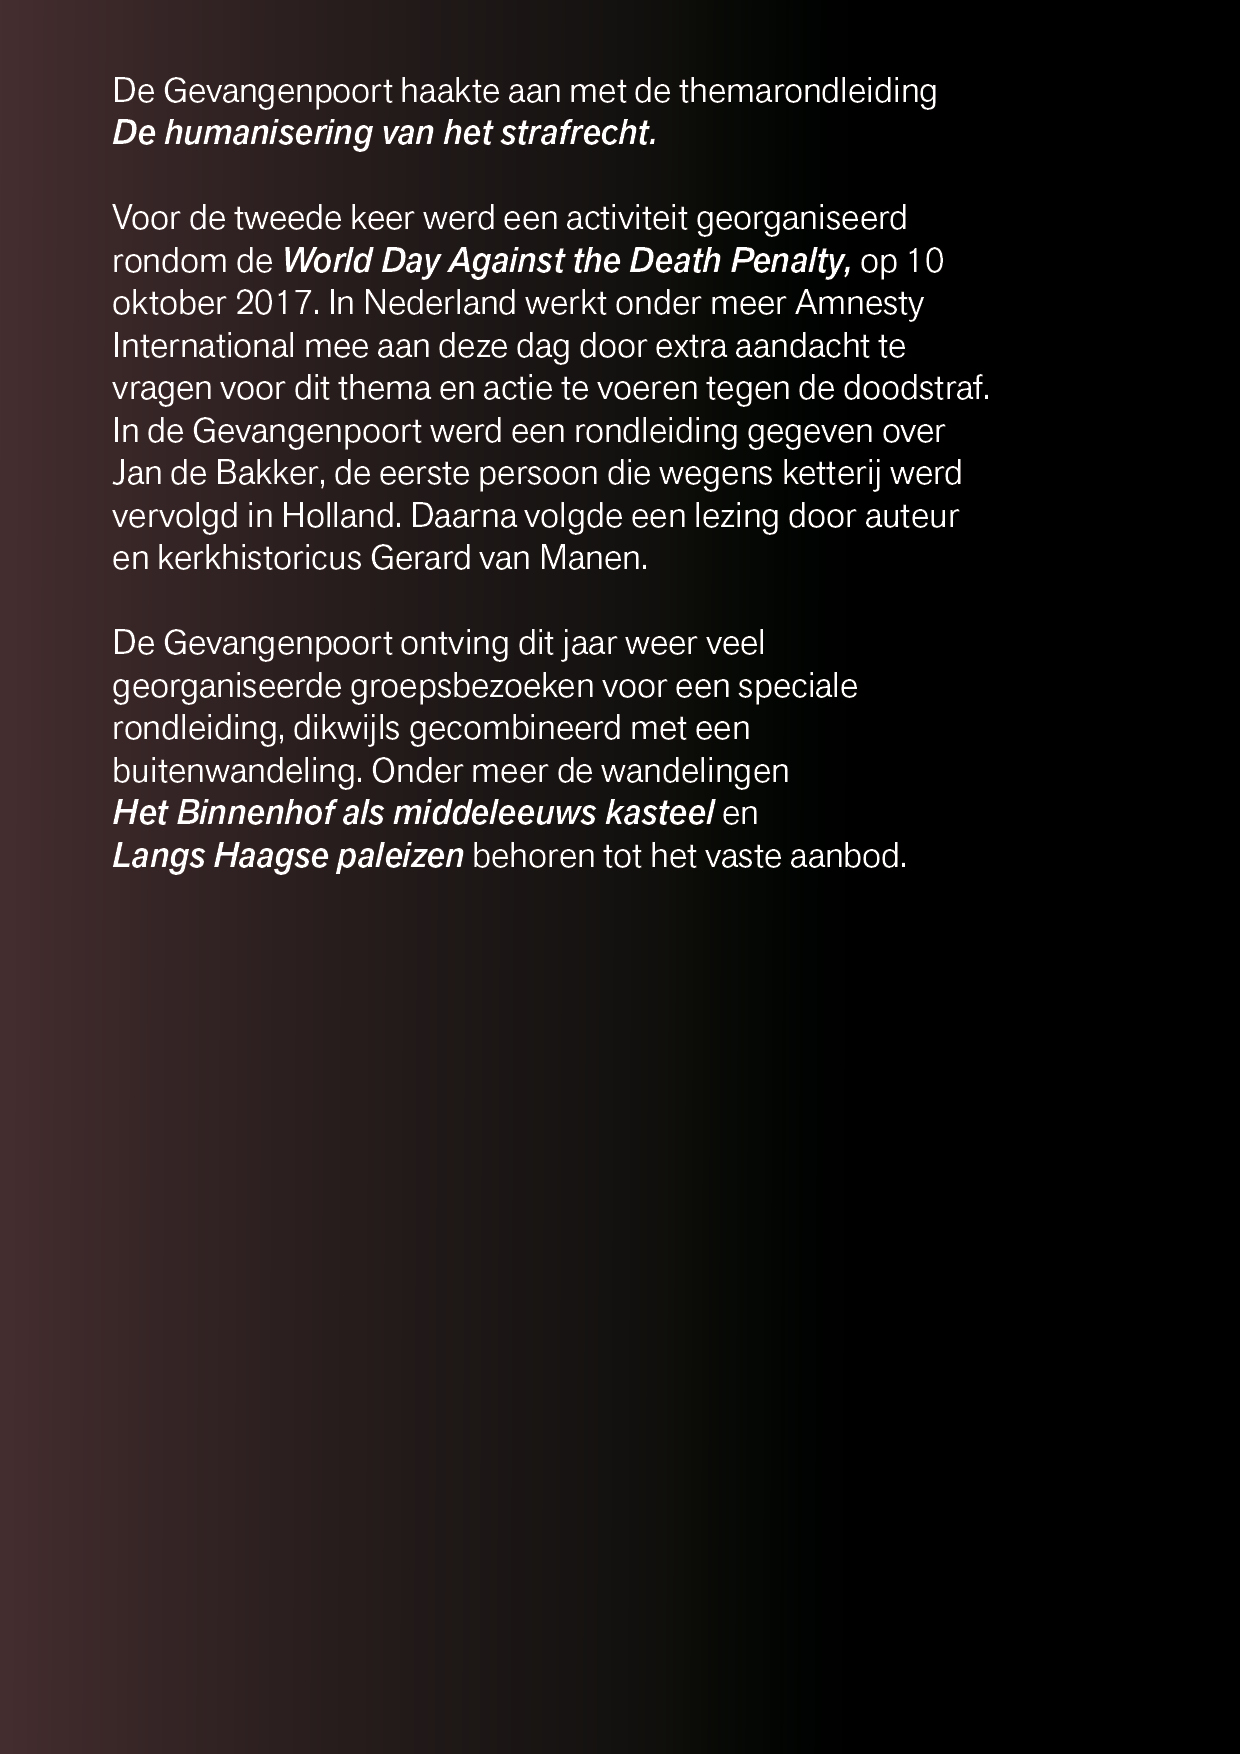 De Gevangenpoort haakte aan met de themarondleiding
De humanisering van het strafrecht.
Voor de tweede keer werd een activiteit georganiseerd
rondom de World Day Against the Death Penalty, op 10
oktober 2017. In Nederland werkt onder meer Amnesty
International mee aan deze dag door extra aandacht te
vragen voor dit thema en actie te voeren tegen de doodstraf.
In de Gevangenpoort werd een rondleiding gegeven over
Jan de Bakker, de eerste persoon die wegens ketterij werd
vervolgd in Holland. Daarna volgde een lezing door auteur
en kerkhistoricus Gerard van Manen.
De Gevangenpoort ontving dit jaar weer veel
georganiseerde groepsbezoeken voor een speciale
rondleiding, dikwijls gecombineerd met een
buitenwandeling. Onder meer de wandelingen
Het Binnenhof als middeleeuws kasteel en
Langs Haagse paleizen behoren tot het vaste aanbod.